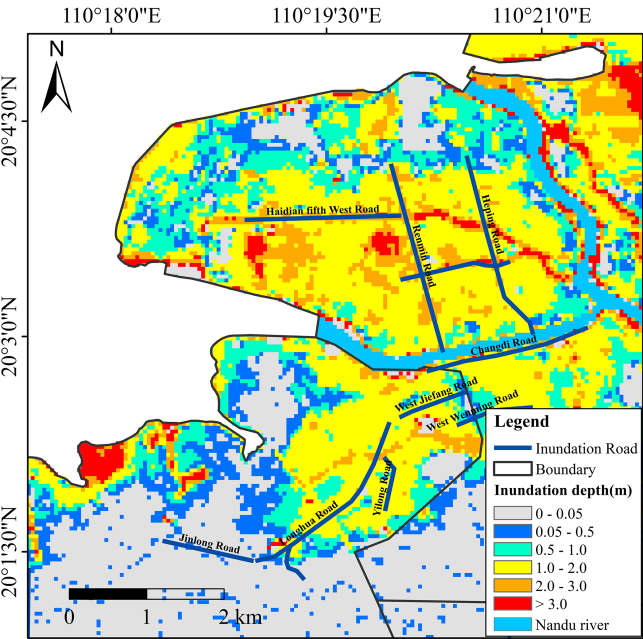 110°18'0"E
110°19'30"E
110°21'0"E
N
20°4'30"N
20°3'0"N
20°1'30"N
Haidian fifth West Road
Renmin Road
Heping Road
Changdi Road
West Jiefang Road
West Wenming Road
Yilong Road
Longhua Road
Jinlong Road
0 1 2 km
Legend
Inundation Road
Boundary
Inundation depth(m)
0 - 0.05
0.05 - 0.5
0.5 - 1.0
1.0 - 2.0
2.0 - 3.0
> 3.0
Nandu river